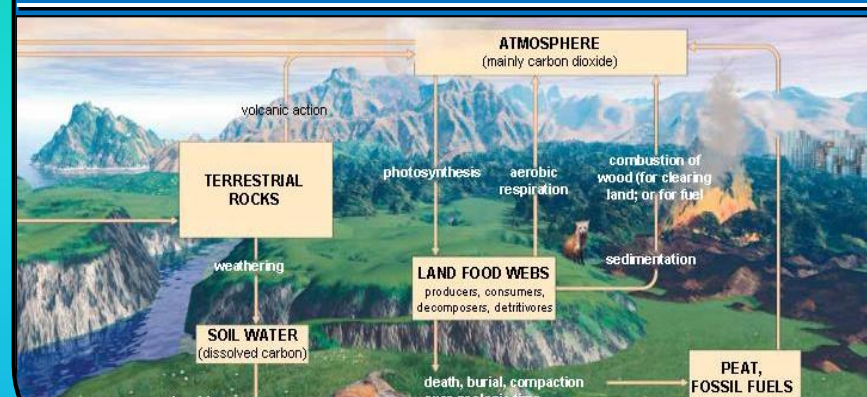 ATMOSPHERE
(mainly carbon dioxide)
volcanic action
TERRESTRIAL
ROCKS
photosynthesis
aerobic
respiration
combustion of
wood (for clearing
land; or for fuel
weathering
LAND FOOD WEBS
producers, consumers,
decomposers, detritivores
sedimentation
SOIL WATER
(dissolved carbon)
death, burial, compaction
PEAT,
FOSSIL FUELS